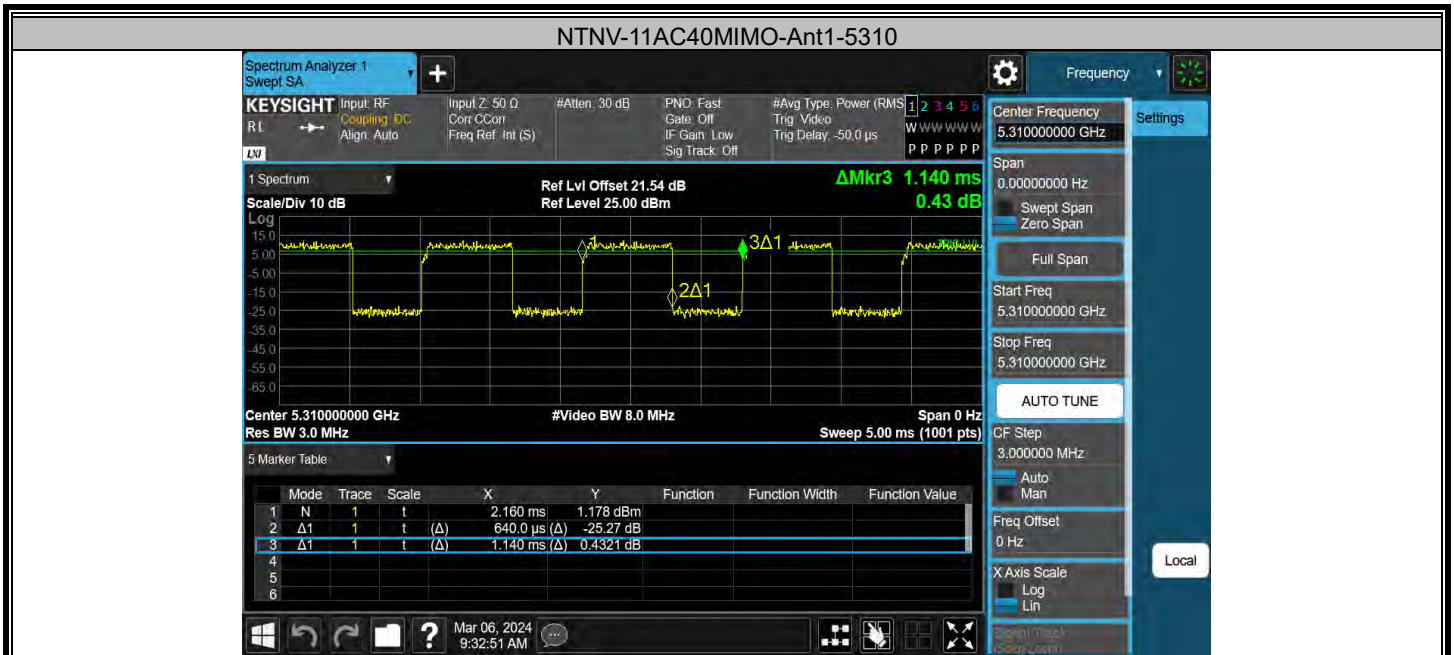 NTNV-11AC40MIMO-Ant1-5310
Spectrum Analyzer 1
Swept SA
Frequency
KEYSIGHT
RL
LXI
Input: RF
Coupling: DC
Align: Auto
Input Z: 50 Ω
Corr CCorr
Freq Ref: Int (S)
#Atten: 30 dB
PNO: Fast
Gate: Off
IF Gain: Low
Sig Track: Off
#Avg Type: Power (RMS
Trig: Video
Trig Delay: -50.0 µs
1 2 3 4 5 6
W W W W W W
P P P P P P
1 Spectrum
Scale/Div 10 dB
Ref Lvl Offset 21.54 dB
Ref Level 25.00 dBm
ΔMkr3 1.140 ms
0.43 dB
Log
15.0
5.00
-5.00
-15.0
-25.0
-35.0
-45.0
-55.0
-65.0
1
2Δ1
3Δ1
Center 5.310000000 GHz
#Video BW 8.0 MHz
Span 0 Hz
Res BW 3.0 MHz
Sweep 5.00 ms (1001 pts)
5 Marker Table
Mode Trace Scale X Y Function Function Width Function Value
1 N 1 t 2.160 ms 1.178 dBm
2 Δ1 1 t (Δ) 640.0 µs (Δ) -25.27 dB
3 Δ1 1 t (Δ) 1.140 ms (Δ) 0.4321 dB
4
5
6
Mar 06, 2024
9:32:51 AM
Center Frequency
5.310000000 GHz
Settings
Span
0.00000000 Hz
Swept Span
Zero Span
Full Span
Start Freq
5.310000000 GHz
Stop Freq
5.310000000 GHz
AUTO TUNE
CF Step
3.000000 MHz
Auto
Man
Freq Offset
0 Hz
X Axis Scale
Log
Lin
Signal Track
(Span Zoom)
Local